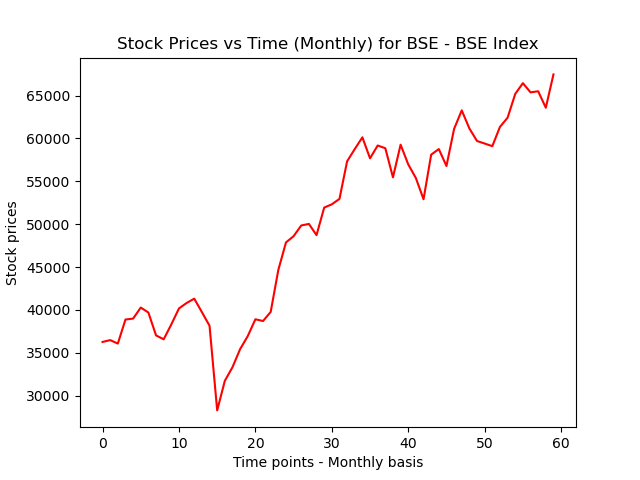 Stock Prices vs Time (Monthly) for BSE - BSE Index
Stock prices
65000
60000
55000
50000
45000
40000
35000
30000
0 10 20 30 40 50 60
Time points - Monthly basis